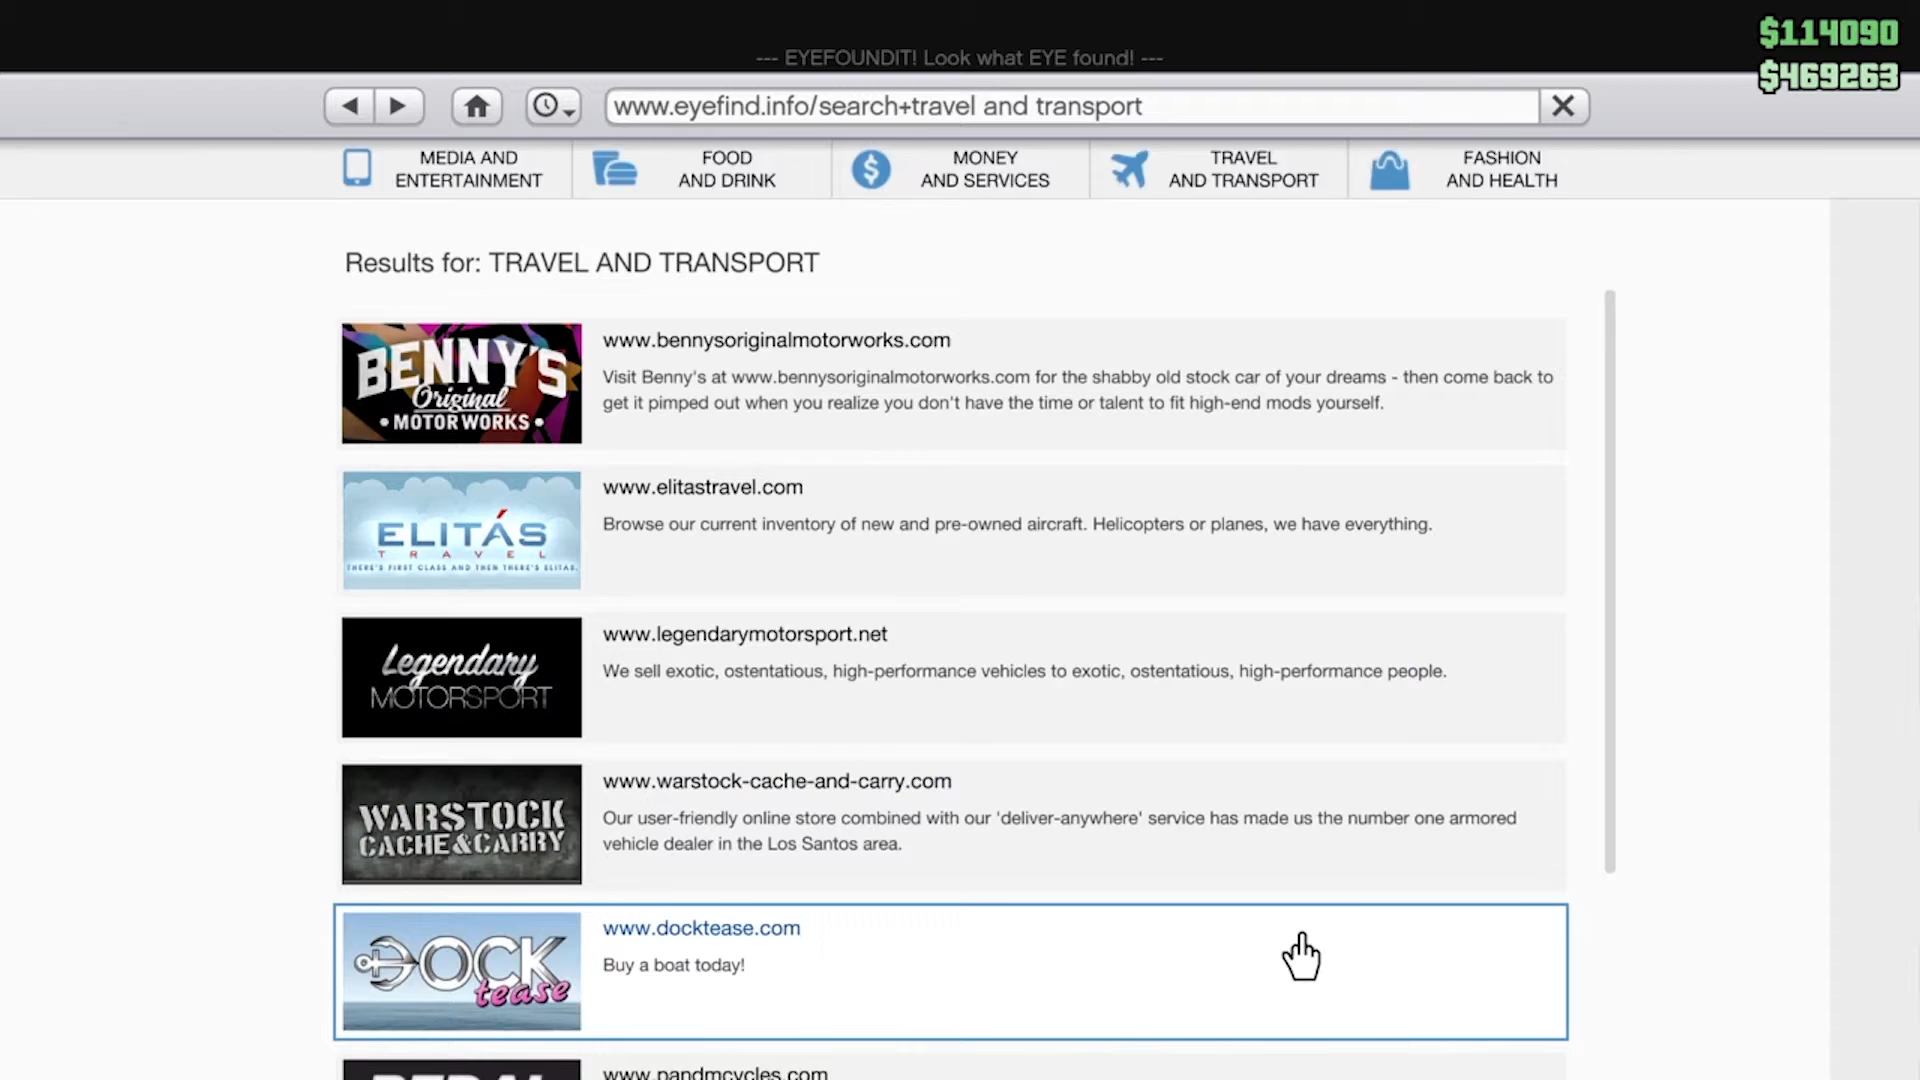 $114090
--- EYEFOUNDIT! Look what EYE found! ---
$469263
www.eyefind.info/search+travel and transport
MEDIA AND
ENTERTAINMENT
FOOD
AND DRINK
MONEY
AND SERVICES
TRAVEL
AND TRANSPORT
FASHION
AND HEALTH
Results for: TRAVEL AND TRANSPORT
BENNY'S
Original
• MOTOR WORKS •
www.bennysoriginalmotorworks.com
Visit Benny's at www.bennysoriginalmotorworks.com for the shabby old stock car of your dreams - then come back to
get it pimped out when you realize you don't have the time or talent to fit high-end mods yourself.
ELITÁS
TRAVEL
THERE'S FIRST CLASS AND THEN THERE'S ELITAS.
www.elitastravel.com
Browse our current inventory of new and pre-owned aircraft. Helicopters or planes, we have everything.
Legendary
MOTORSPORT
www.legendarymotorsport.net
We sell exotic, ostentatious, high-performance vehicles to exotic, ostentatious, high-performance people.
WARSTOCK
CACHE & CARRY
www.warstock-cache-and-carry.com
Our user-friendly online store combined with our 'deliver-anywhere' service has made us the number one armored
vehicle dealer in the Los Santos area.
DOCK
tease
www.docktease.com
Buy a boat today!
PEDAL
www.pandmcycles.com